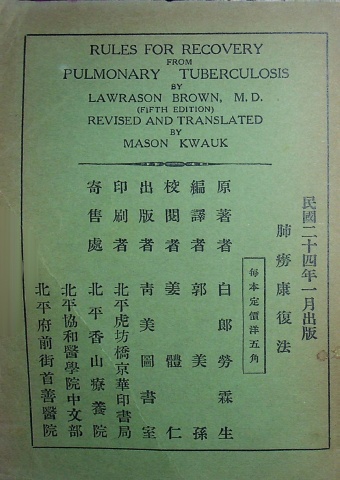 RULES FOR RECOVERY
FROM
PULMONARY TUBERCULOSIS
BY
LAWRASON BROWN, M. D.
(FIFTH EDITION)
REVISED AND TRANSLATED
BY
MASON KWAUK
民國二十四年一月出版
肺癆康復法
每本定價洋五角
原著者 白郎勞霖生
編譯者 郭美孫
校閱者 姜體仁
出版者 靑美圖書室
印刷者 北平虎坊橋京華印書局
寄售處 北平香山療養院
北平協和醫學院中文部
北平府前街首善醫院